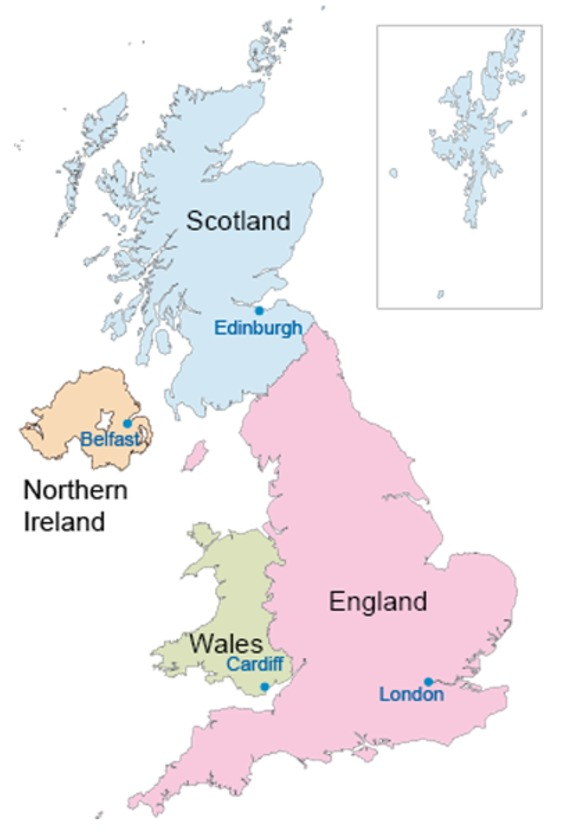 Scotland
Edinburgh
Belfast
Northern
Ireland
England
Wales
Cardiff
London